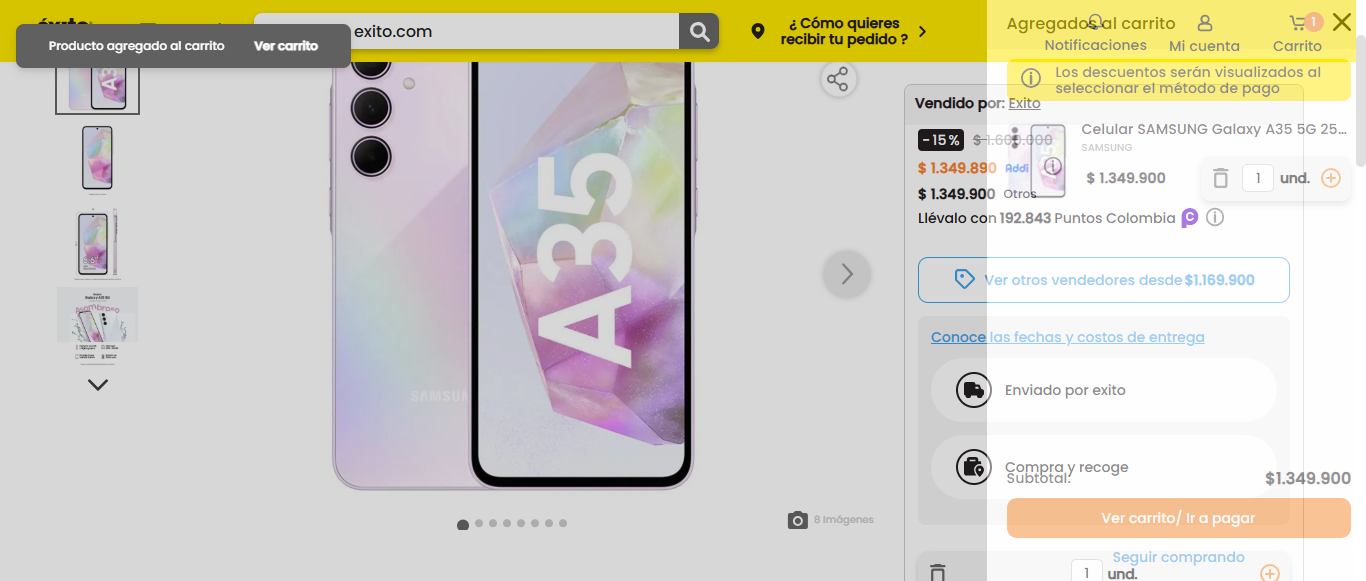 éxito
exito.com
¿ Cómo quieres
recibir tu pedido ?
Producto agregado al carrito
Ver carrito
Agregados al carrito
1
Notificaciones
Mi cuenta
Carrito
Los descuentos serán visualizados al
seleccionar el método de pago
Vendido por: Exito
-15%
$ 1.600.000
$ 1.349.890
Addi
$ 1.349.900
Otros
Llévalo con 192.843 Puntos Colombia
Celular SAMSUNG Galaxy A35 5G 25...
SAMSUNG
$ 1.349.900
1
und.
Ver otros vendedores desde $1.169.900
Conoce las fechas y costos de entrega
Enviado por exito
Compra y recoge
Subtotal:
$1.349.900
Ver carrito/ Ir a pagar
Seguir comprando
1
und.
A35
A35
SAMSUNG
8 Imágenes